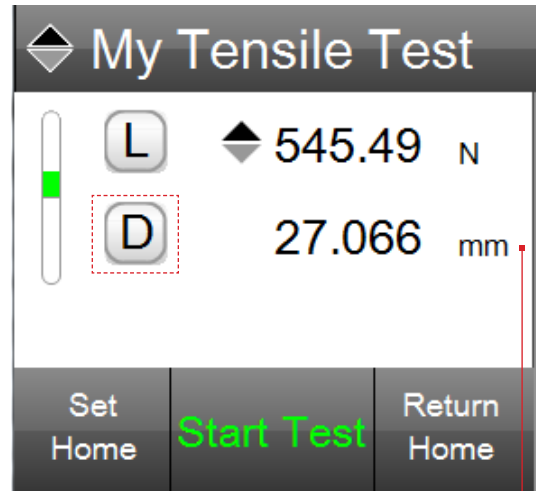 My Tensile Test
L 545.49 N
D 27.066 mm
Set Home
Start Test
Return Home